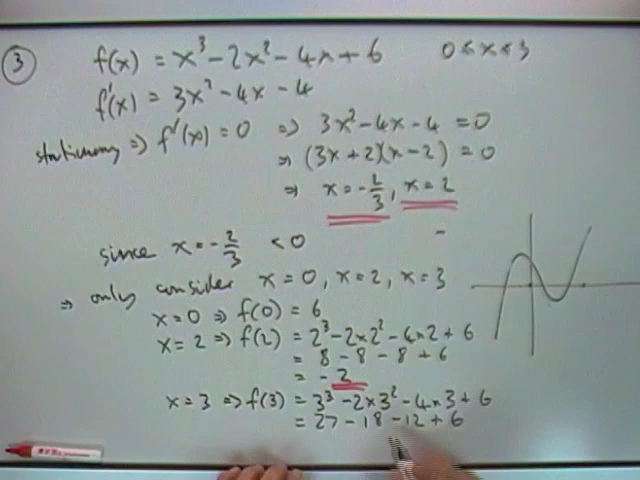 ③ f(x) = x³ - 2x² - 4x + 6    0 ≤ x ≤ 3
f'(x) = 3x² - 4x - 4
stationary ⇒ f'(x) = 0 ⇒ 3x² - 4x - 4 = 0
⇒ (3x + 2)(x - 2) = 0
⇒ x = -2/3, x = 2
since x = -2/3 < 0
⇒ only consider x = 0, x = 2, x = 3
x = 0 ⇒ f(0) = 6
x = 2 ⇒ f(2) = 2³ - 2×2² - 4×2 + 6
= 8 - 8 - 8 + 6
= - 2
x = 3 ⇒ f(3) = 3³ - 2×3² - 4×3 + 6
= 27 - 18 - 12 + 6